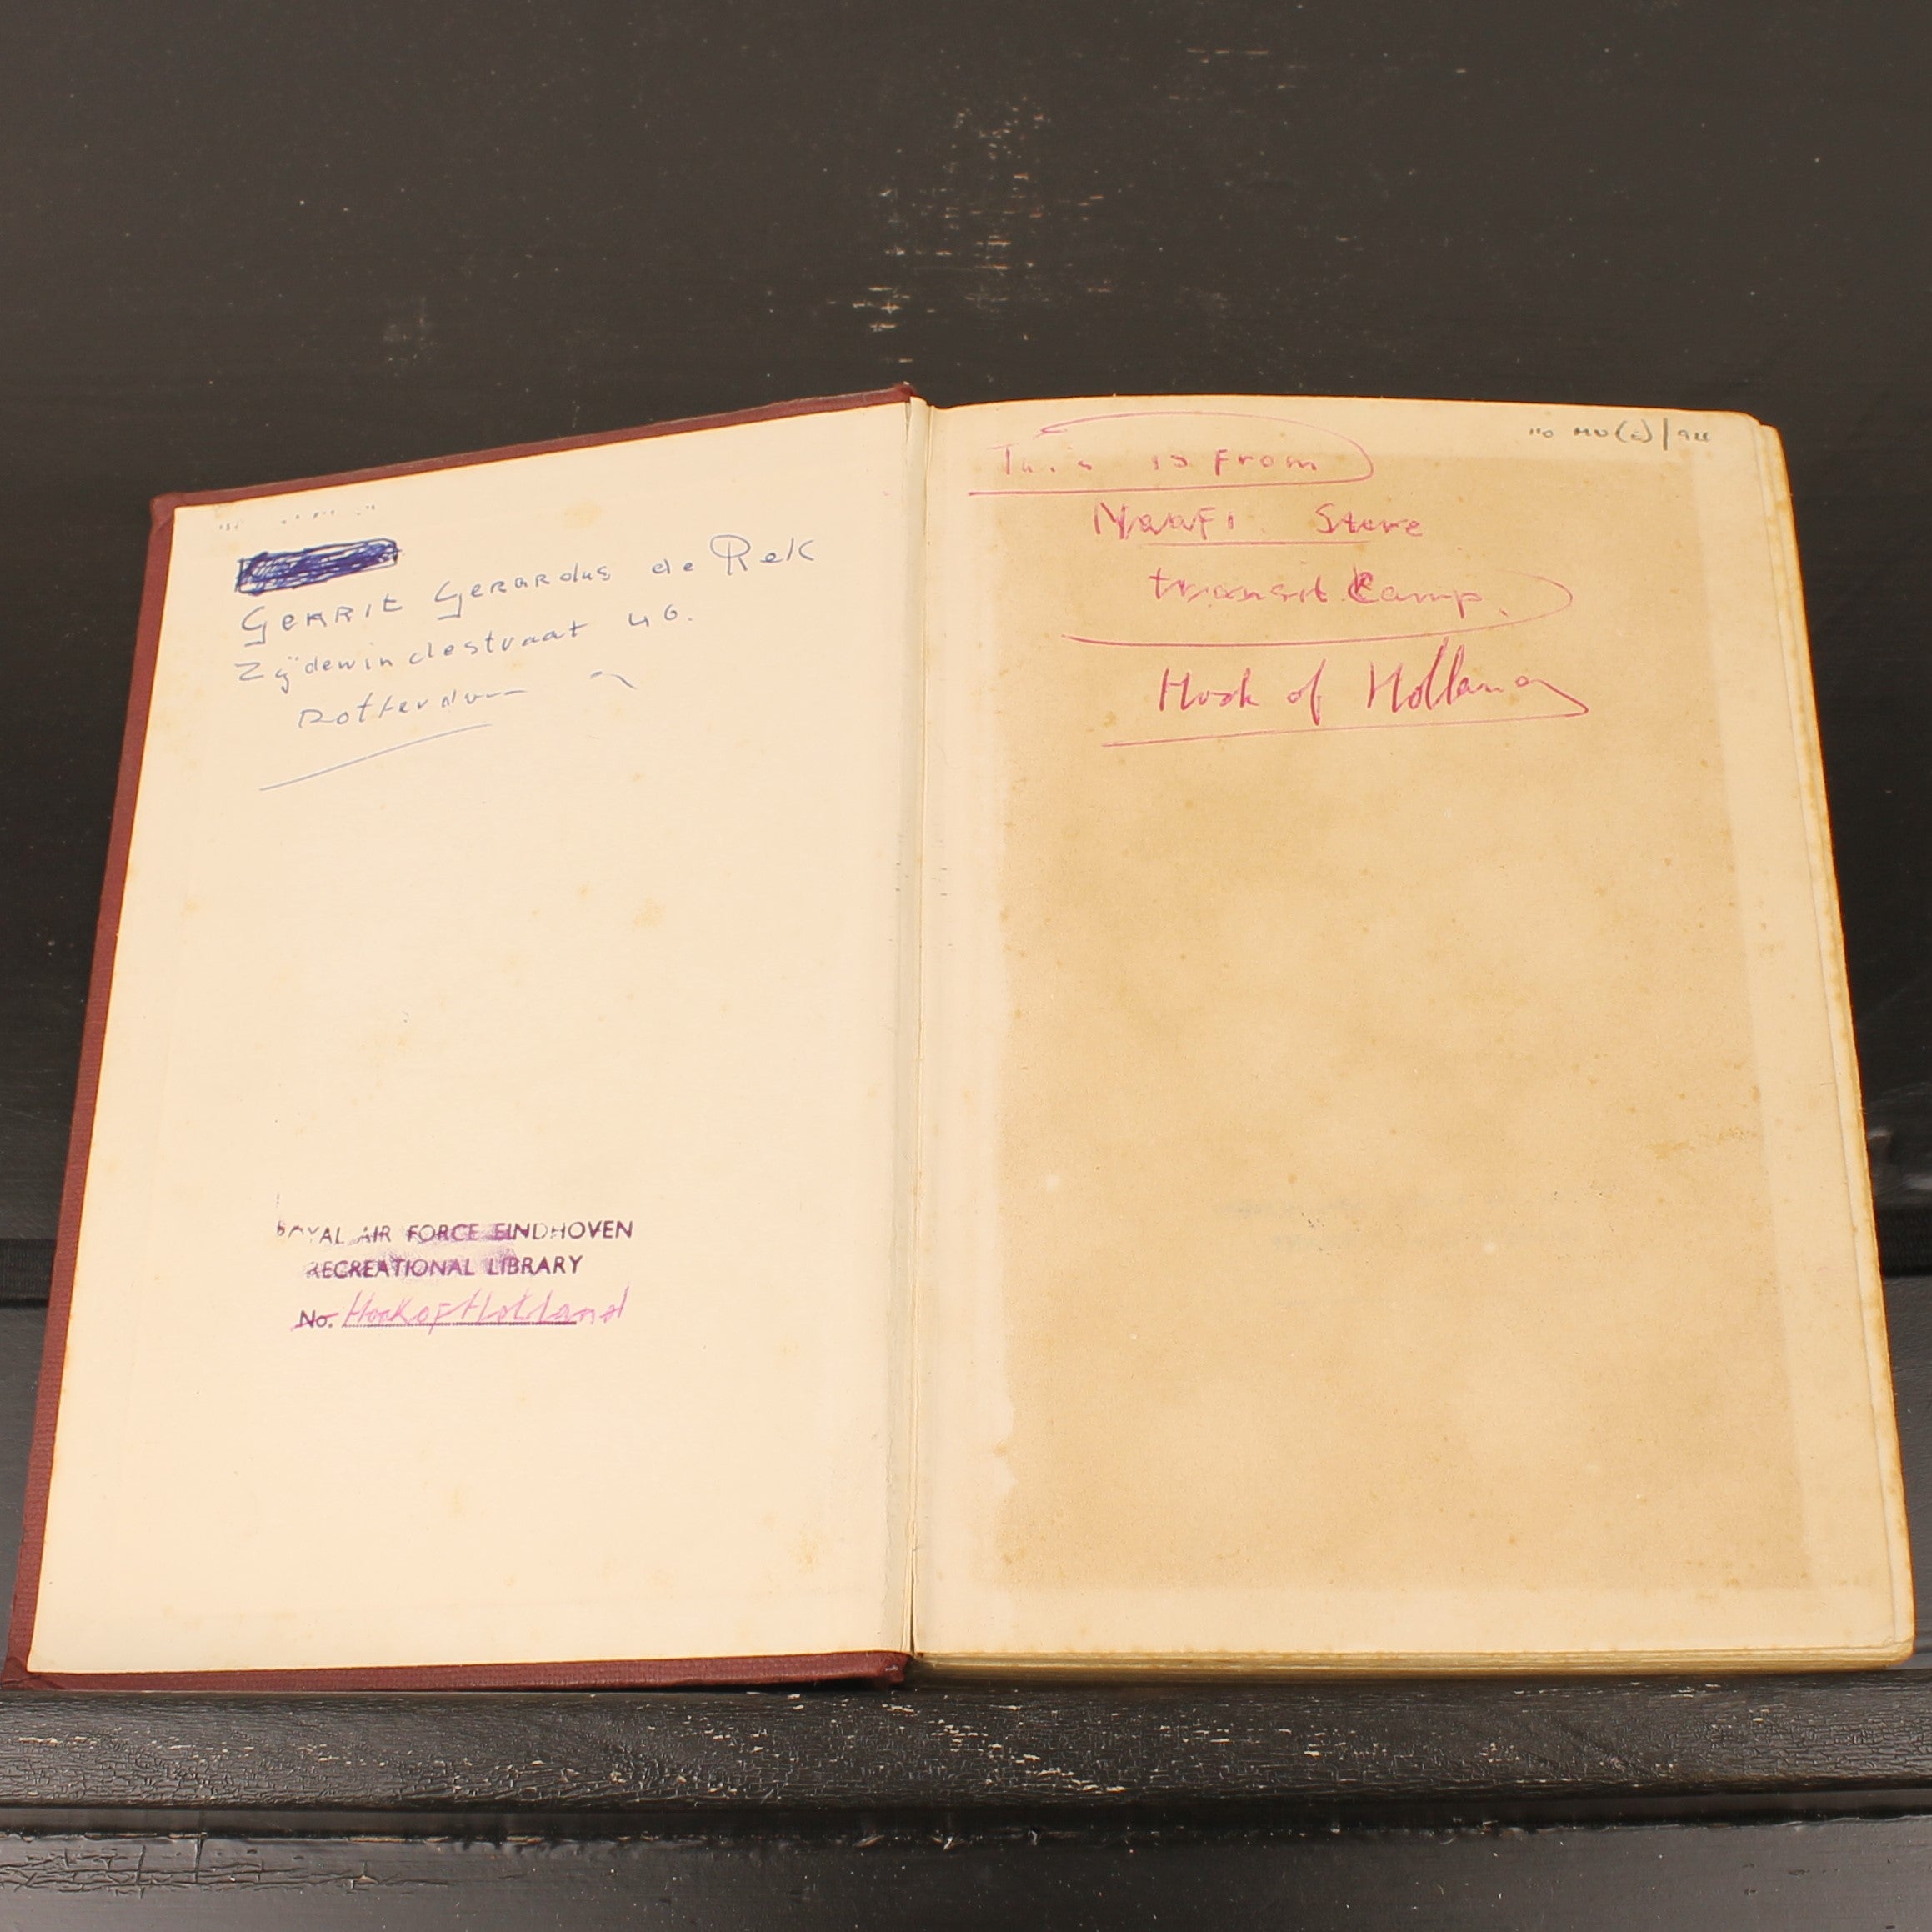 Gerrit Gerardus de Rek
Zijdewindestraat 46.
Rotterdam
ROYAL AIR FORCE EINDHOVEN
RECREATIONAL LIBRARY
No. Hook of Holland
This is from
Naafi Store
transit Camp.
Hook of Holland